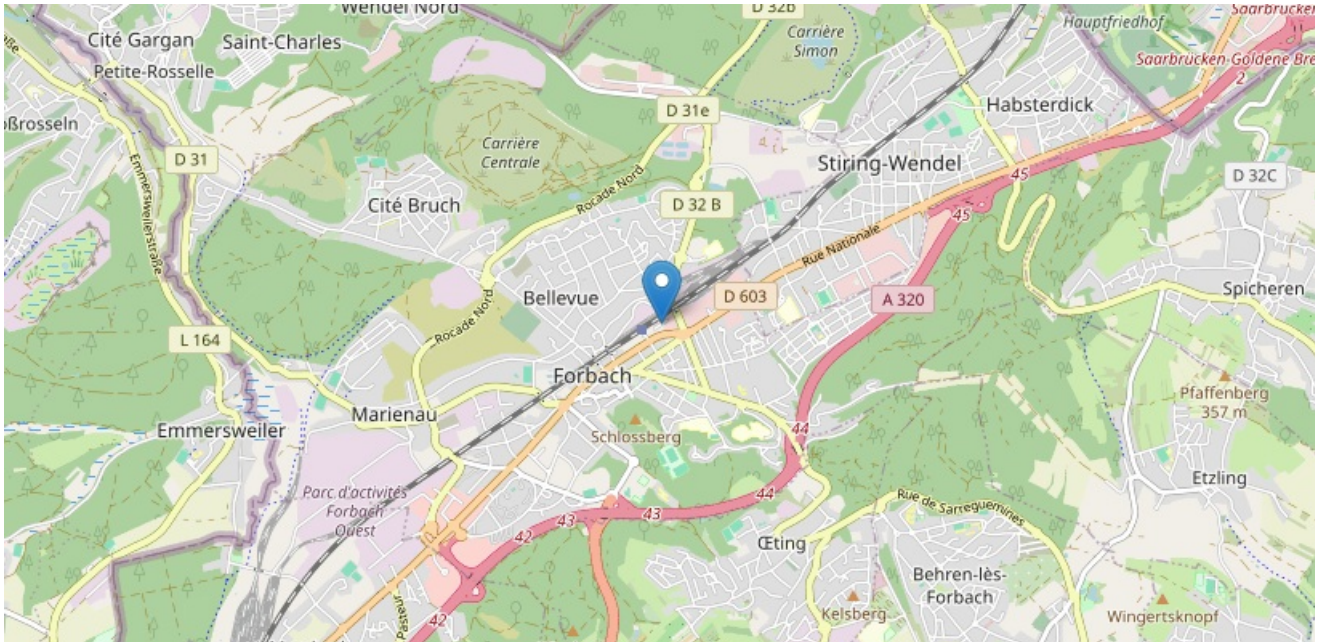 Wendel Nord
D 32b
Saarbrücken
Cité Gargan
Saint-Charles
Carrière
Simon
Hauptfriedhof
Petite-Rosselle
Saarbrücken-Goldene Bre
2
D 31e
Habsterdick
oßrosseln
D 31
Carrière
Centrale
Stiring-Wendel
45
D 32C
Emmersweilerstraße
Cité Bruch
Rocade Nord
D 32 B
45
Rue Nationale
Bellevue
D 603
A 320
Spicheren
Rocade Nord
L 164
Forbach
Pfaffenberg
357 m
Marienau
Emmersweiler
Schlossberg
44
Etzling
Parc d'activités
Forbach
Ouest
44
43
43
42
Rue de Sarreguemines
Œting
Behren-lès-
Forbach
Kelsberg
Wingertsknopf
42